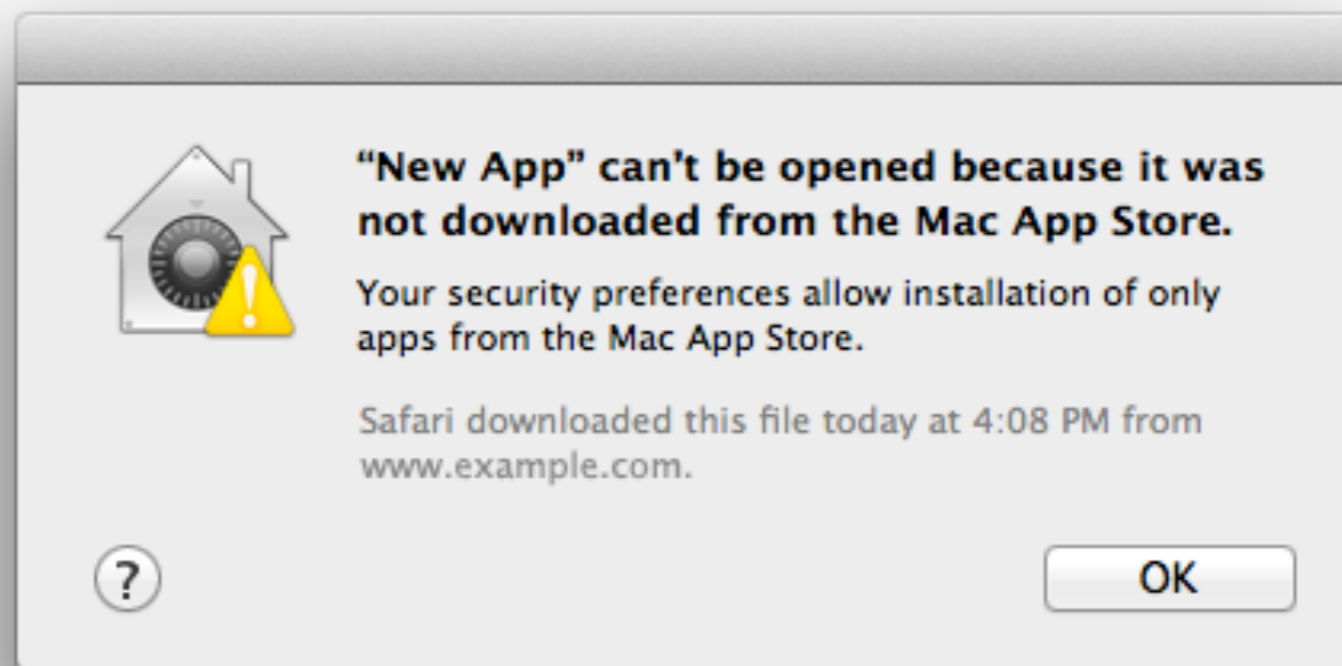 “New App” can't be opened because it was
not downloaded from the Mac App Store.
Your security preferences allow installation of only
apps from the Mac App Store.
Safari downloaded this file today at 4:08 PM from
www.example.com.
?
OK